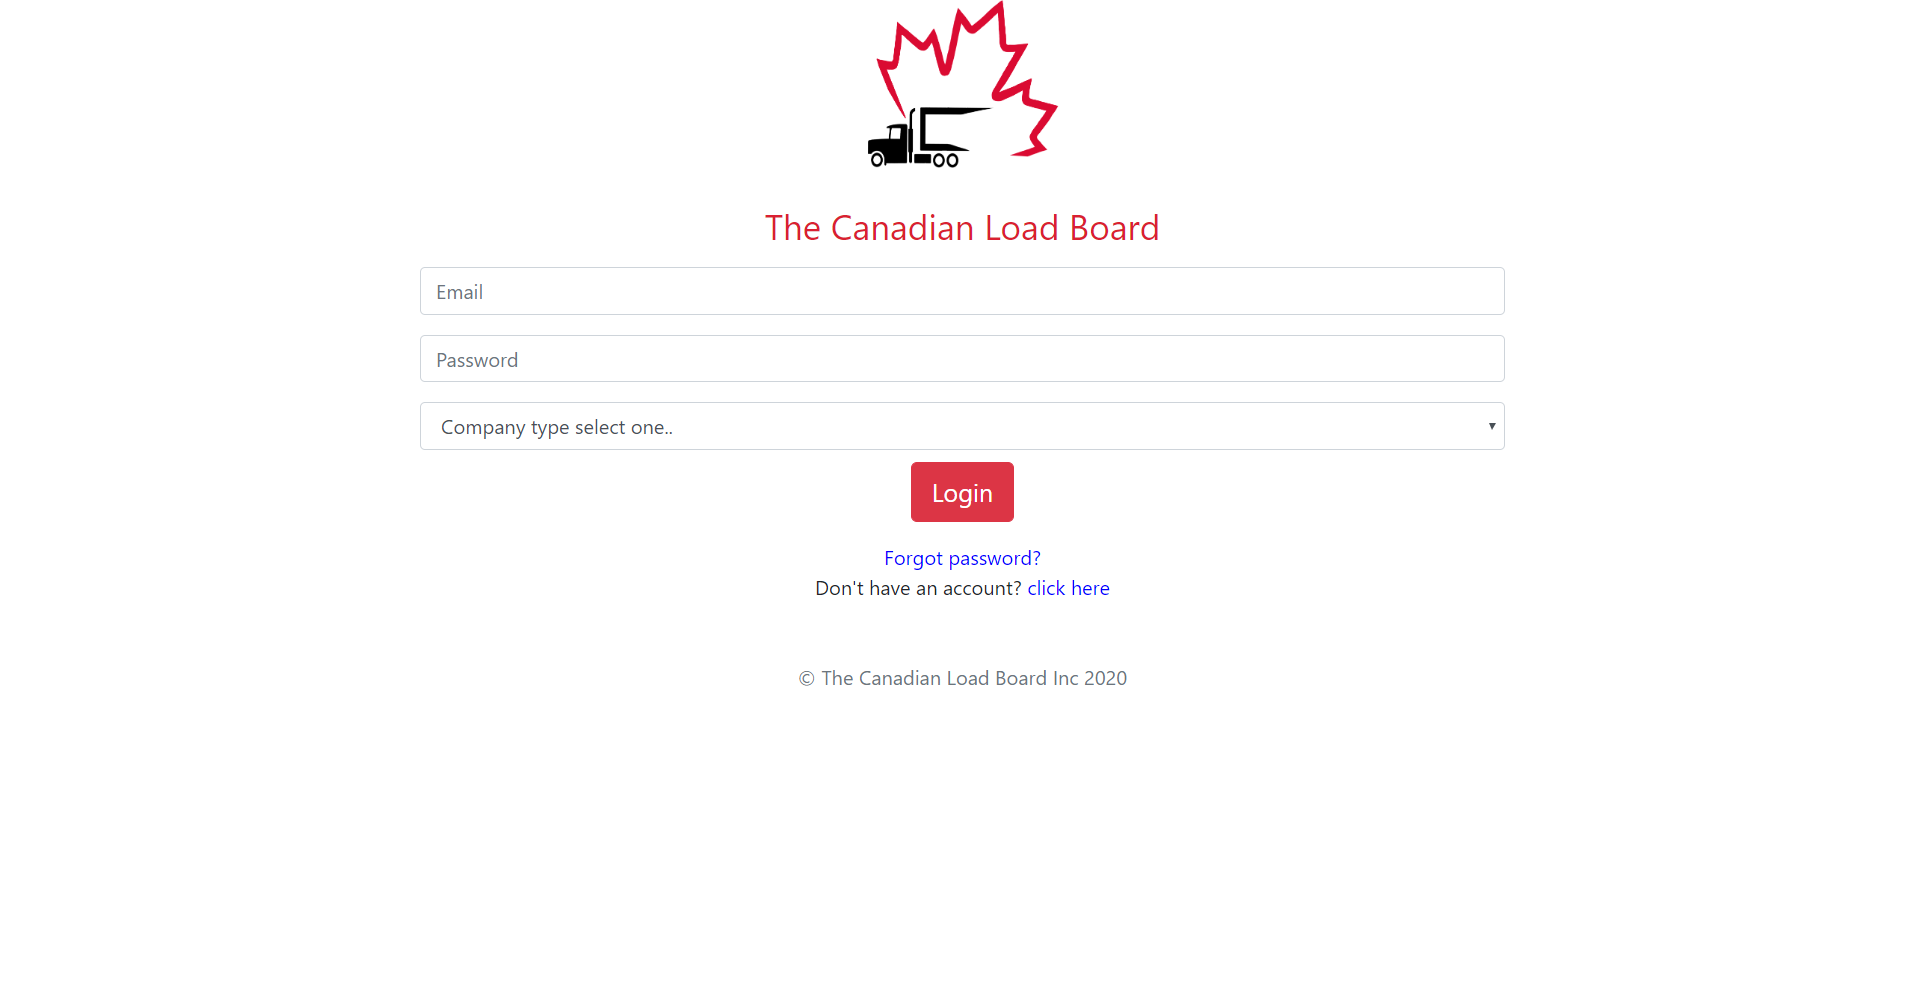 The Canadian Load Board
Email
Password
Company type select one..
Login
Forgot password?
Don't have an account? click here
© The Canadian Load Board Inc 2020